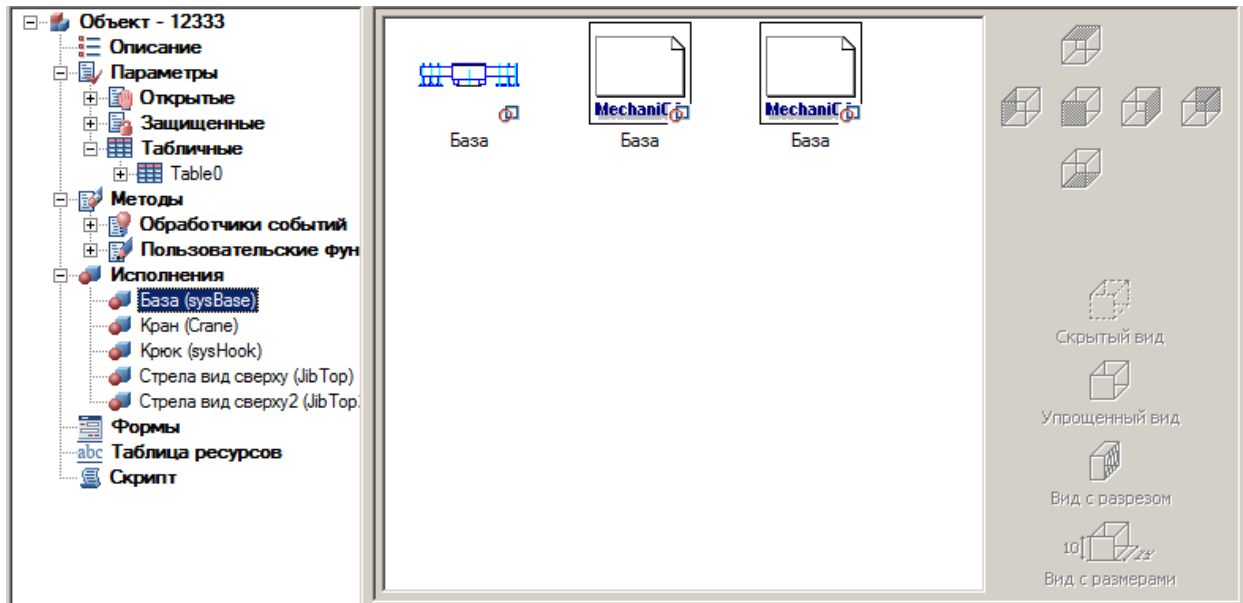 Объект - 12333
Описание
Параметры
Открытые
Защищенные
Табличные
Table0
Методы
Обработчики событий
Пользовательские фун
Исполнения
База (sysBase)
Кран (Crane)
Крюк (sysHook)
Стрела вид сверху (JibTop)
Стрела вид сверху2 (JibTop
Формы
abc Таблица ресурсов
Скрипт
База
База
База
Скрытый вид
Упрощенный вид
Вид с разрезом
10
Вид с размерами